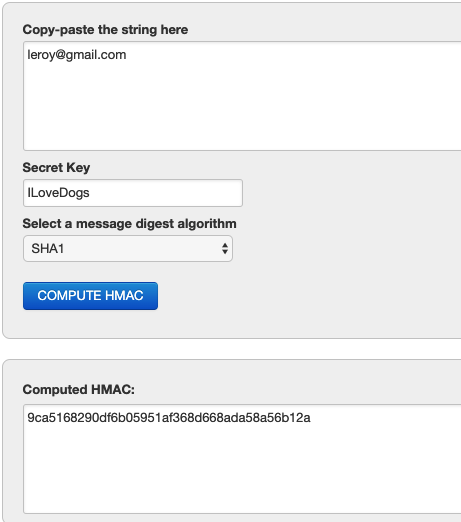 Copy-paste the string here
leroy@gmail.com
Secret Key
ILoveDogs
Select a message digest algorithm
SHA1
COMPUTE HMAC
Computed HMAC:
9ca5168290df6b05951af368d668ada58a56b12a